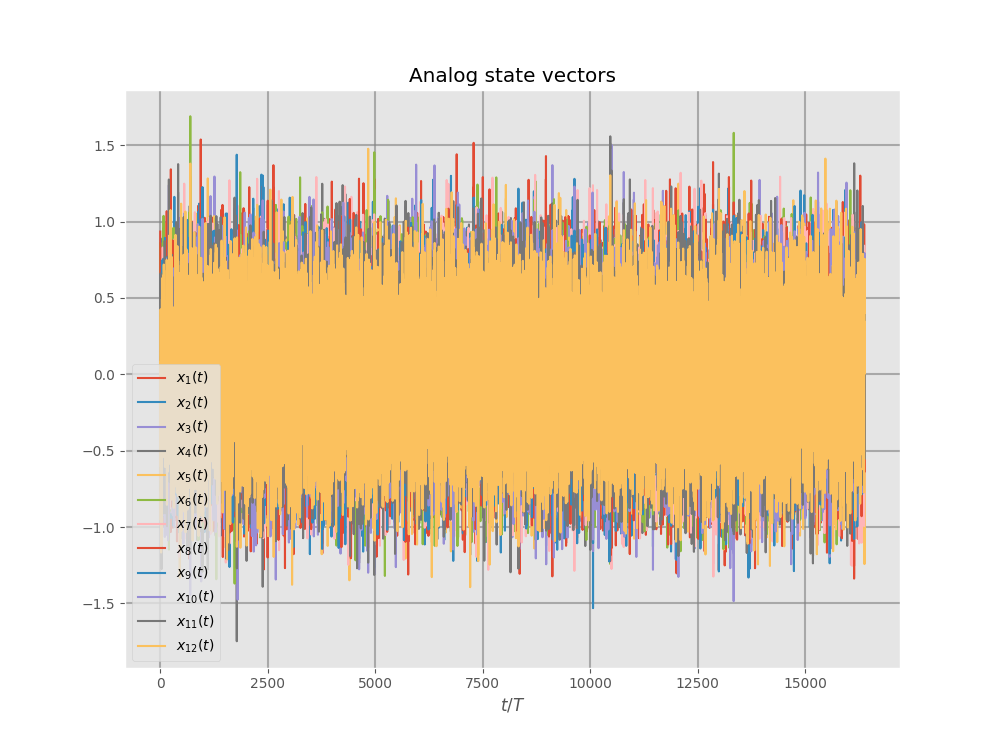 Analog state vectors
1.5
1.0
0.5
0.0
−0.5
−1.0
−1.5
x₁(t)
x₂(t)
x₃(t)
x₄(t)
x₅(t)
x₆(t)
x₇(t)
x₈(t)
x₉(t)
x₁₀(t)
x₁₁(t)
x₁₂(t)
0 2500 5000 7500 10000 12500 15000
t/T